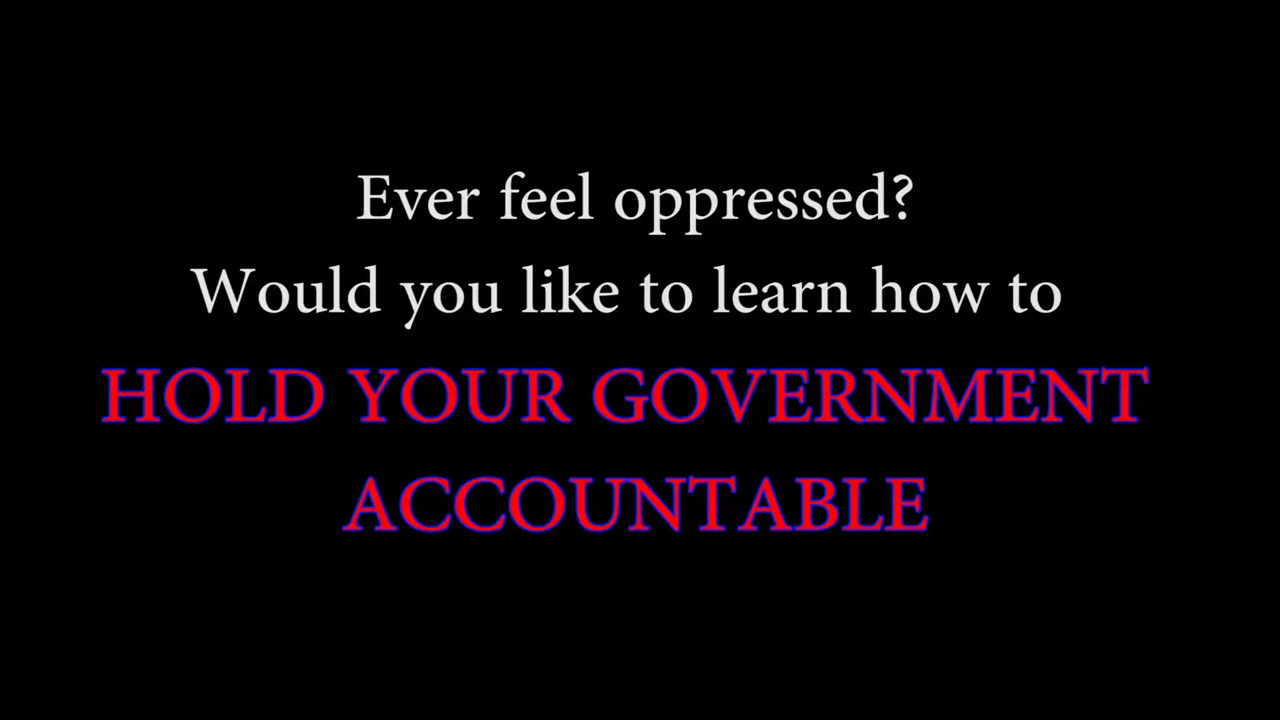 Ever feel oppressed?
Would you like to learn how to
HOLD YOUR GOVERNMENT
ACCOUNTABLE